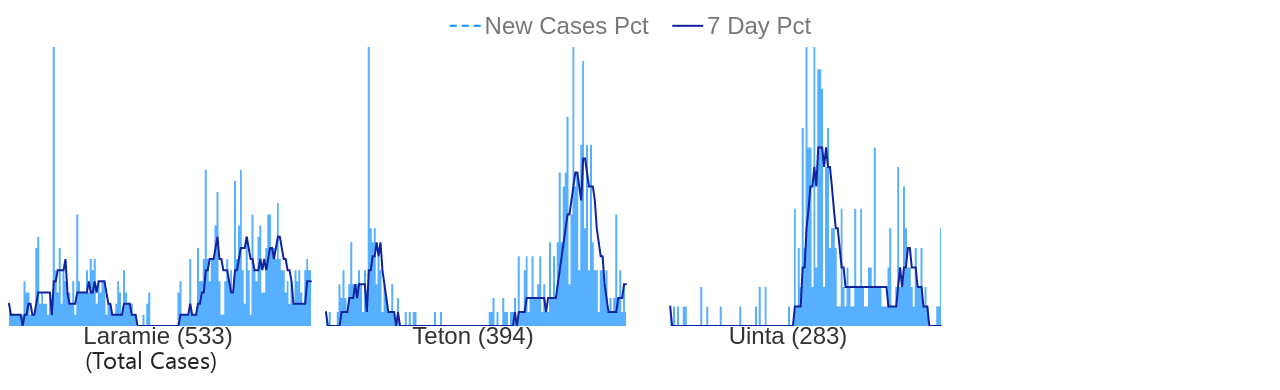 New Cases Pct 7 Day Pct
Laramie (533) Teton (394) Uinta (283)
(Total Cases)